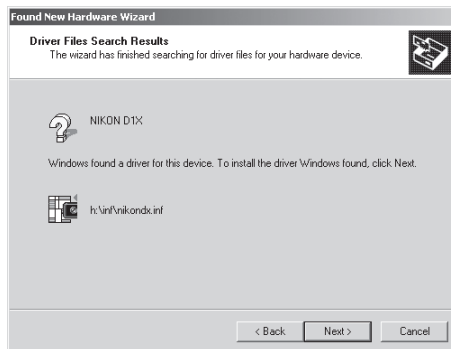 Found New Hardware Wizard
Driver Files Search Results
The wizard has finished searching for driver files for your hardware device.
NIKON D1X
Windows found a driver for this device. To install the driver Windows found, click Next.
h:\inf\nikondx.inf
< Back Next > Cancel